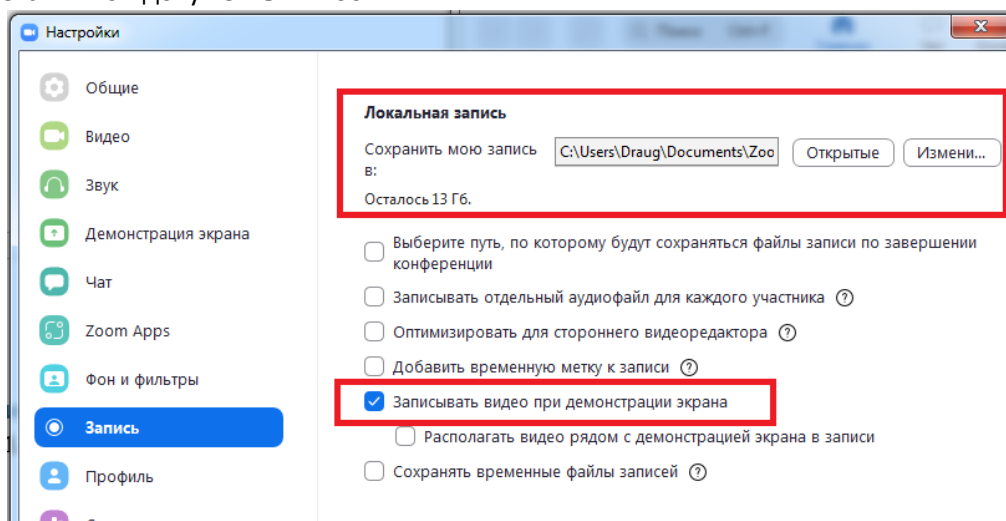 Настройки
Общие
Видео
Звук
Демонстрация экрана
Чат
Zoom Apps
Фон и фильтры
Запись
Профиль
Локальная запись
Сохранить мою запись
в:
C:\Users\Draug\Documents\Zoo
Открытые
Измени...
Осталось 13 Гб.
Выберите путь, по которому будут сохраняться файлы записи по завершении
конференции
Записывать отдельный аудиофайл для каждого участника ?
Оптимизировать для стороннего видеоредактора ?
Добавить временную метку к записи ?
Записывать видео при демонстрации экрана
Располагать видео рядом с демонстрацией экрана в записи
Сохранять временные файлы записей ?